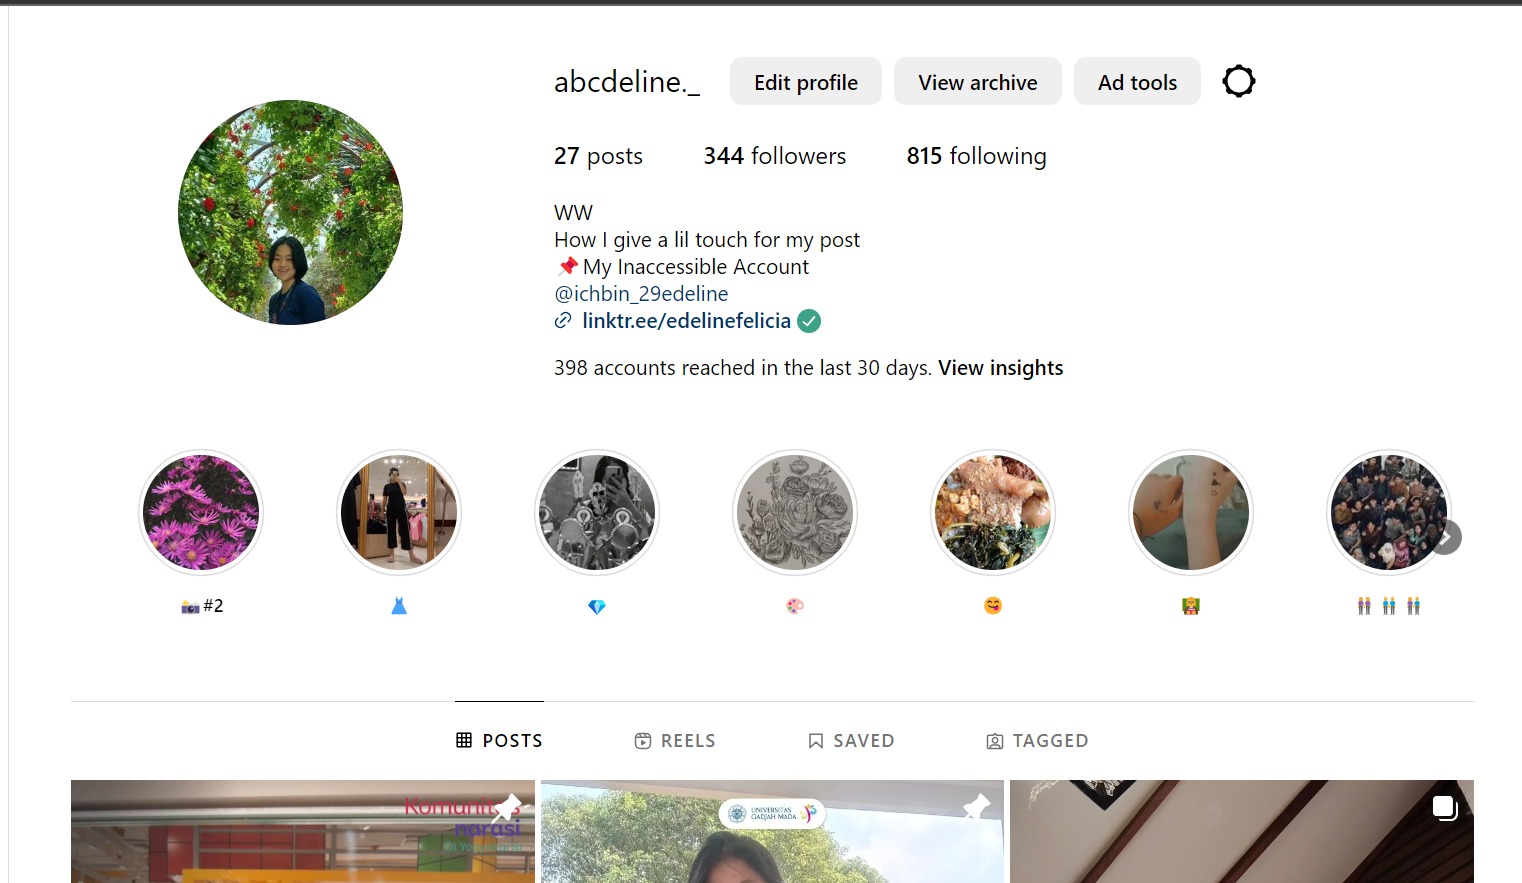 abcdeline._ Edit profile View archive Ad tools
27 posts 344 followers 815 following
WW
How I give a lil touch for my post
📌My Inaccessible Account
@ichbin_29edeline
linktr.ee/edelinefelicia
398 accounts reached in the last 30 days. View insights
#2
POSTS REELS SAVED TAGGED
Komunitas
narasi
UNIVERSITAS
GADJAH MADA